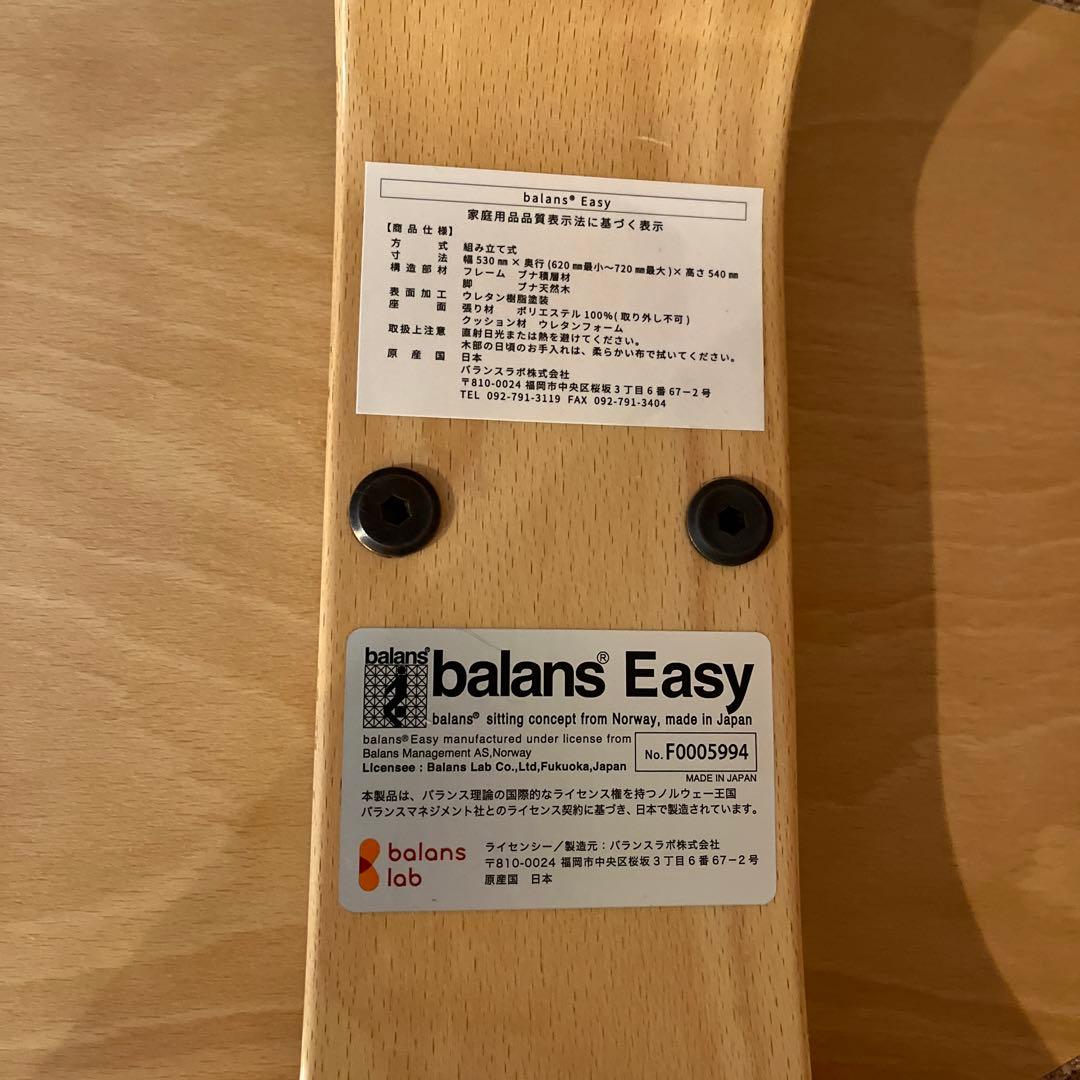 balans® Easy
家庭用品品質表示法に基づく表示
【商品仕様】
方式 組み立て式
寸法 幅 530 ㎜ × 奥行 (620 ㎜最小～720 ㎜最大 ) × 高さ 540 ㎜
構造部材 フレーム ブナ積層材
脚 ブナ天然木
表面加工 ウレタン樹脂塗装
座面 張り材 ポリエステル 100% ( 取り外し不可 )
クッション材 ウレタンフォーム
取扱上注意 直射日光または熱を避けてください。
木部の日頃のお手入れは、柔らかい布で拭いてください。
原産国 日本
バランスラボ株式会社
〒810-0024 福岡市中央区桜坂 3 丁目 6 番 67－2 号
TEL 092-791-3119 FAX 092-791-3404
balans®
balans® Easy
balans® sitting concept from Norway, made in Japan
balans® Easy manufactured under license from
Balans Management AS,Norway
Licensee : Balans Lab Co.,Ltd,Fukuoka,Japan
No. F0005994
MADE IN JAPAN
本製品は、バランス理論の国際的なライセンス権を持つノルウェー王国
バランスマネジメント社とのライセンス契約に基づき、日本で製造されています。
balans
lab
ライセンシー／製造元：バランスラボ株式会社
〒810-0024 福岡市中央区桜坂 3 丁目 6 番 67－2 号
原産国 日本